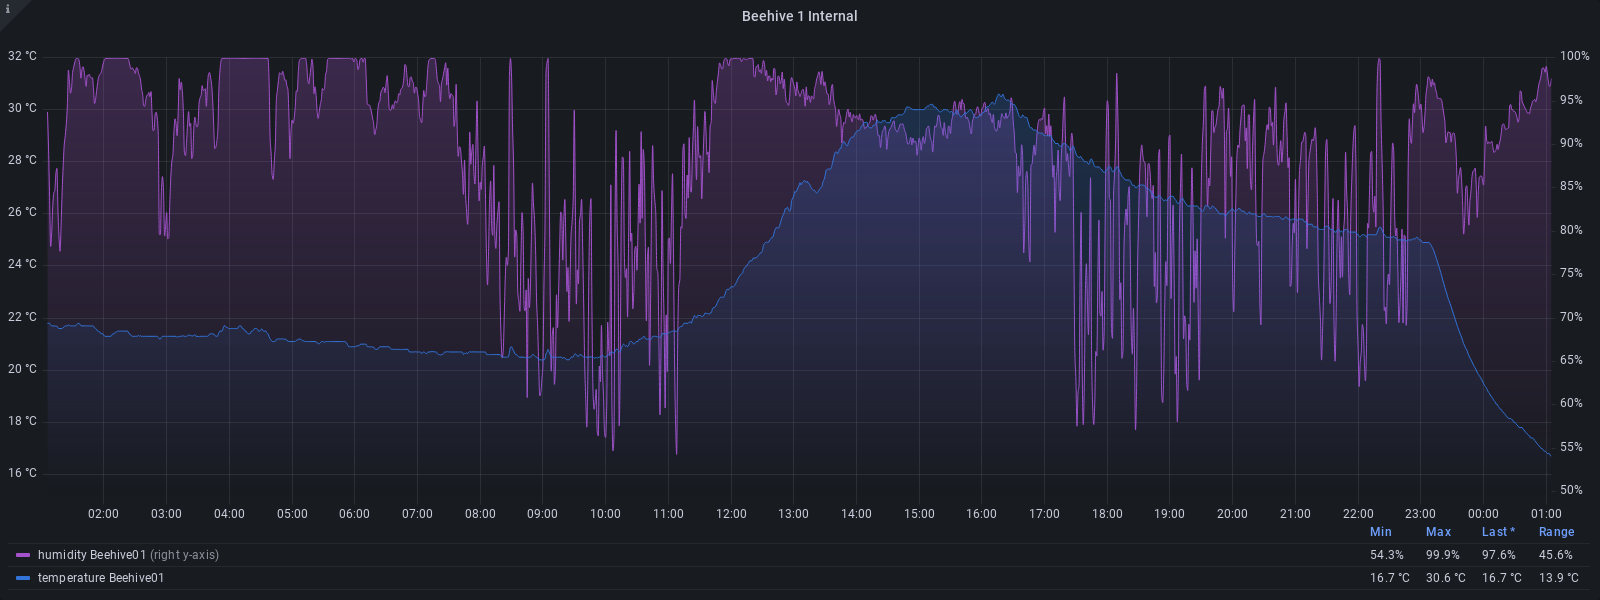 i
Beehive 1 Internal
32 °C 100%
30 °C 95%
90%
28 °C
85%
26 °C
80%
24 °C
75%
22 °C 70%
20 °C 65%
60%
18 °C
55%
16 °C
50%
02:00 03:00 04:00 05:00 06:00 07:00 08:00 09:00 10:00 11:00 12:00 13:00 14:00 15:00 16:00 17:00 18:00 19:00 20:00 21:00 22:00 23:00 00:00 01:00
Min Max Last * Range
humidity Beehive01 (right y-axis) 54.3% 99.9% 97.6% 45.6%
temperature Beehive01 16.7 °C 30.6 °C 16.7 °C 13.9 °C